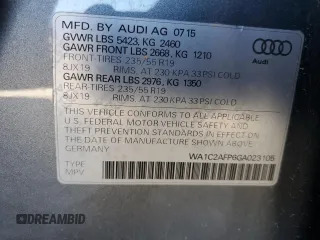 MFD. BY AUDI AG 0715
GVWR LBS 5423, KG 2460
GAWR FRONT LBS 2668, KG 1210
FRONT-TIRES 235/55 R19
8JX19 RIMS, AT 230 KPA 33PSI COLD
GAWR REAR LBS 2976, KG 1350
REAR-TIRES 235/55 R19
8JX19 RIMS, AT 230 KPA 33PSI COLD
THIS VEHICLE CONFORMS TO ALL APPLICABLE
U.S. FEDERAL MOTOR VEHICLE SAFETY, BUMPER AND
THEFT PREVENTION STANDARDS IN EFFECT ON THE
DATE OF MANUFACTURE SHOWN ABOVE.
GERMANY WA1C2AFP6GA023105
TYPE:
MPV
Audi
DREAMBID